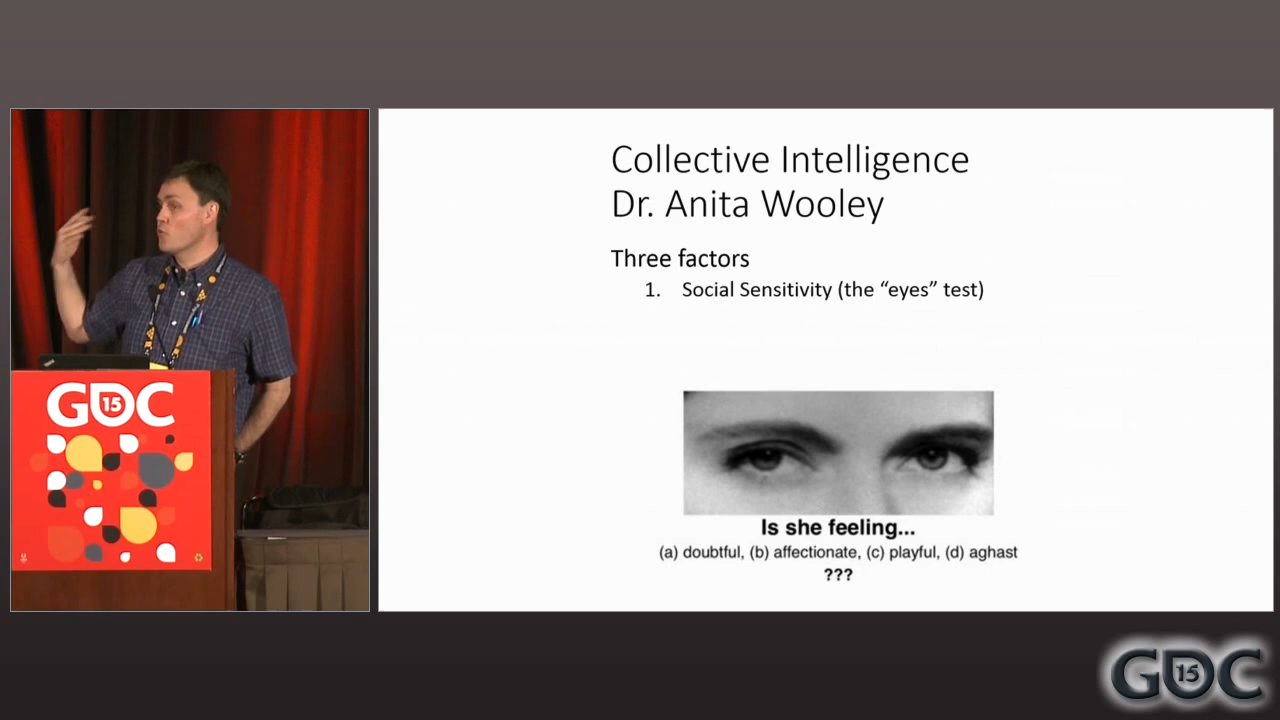 GDC
15
Collective Intelligence
Dr. Anita Wooley
Three factors
1. Social Sensitivity (the “eyes” test)
Is she feeling...
(a) doubtful, (b) affectionate, (c) playful, (d) aghast
???
GDC
15